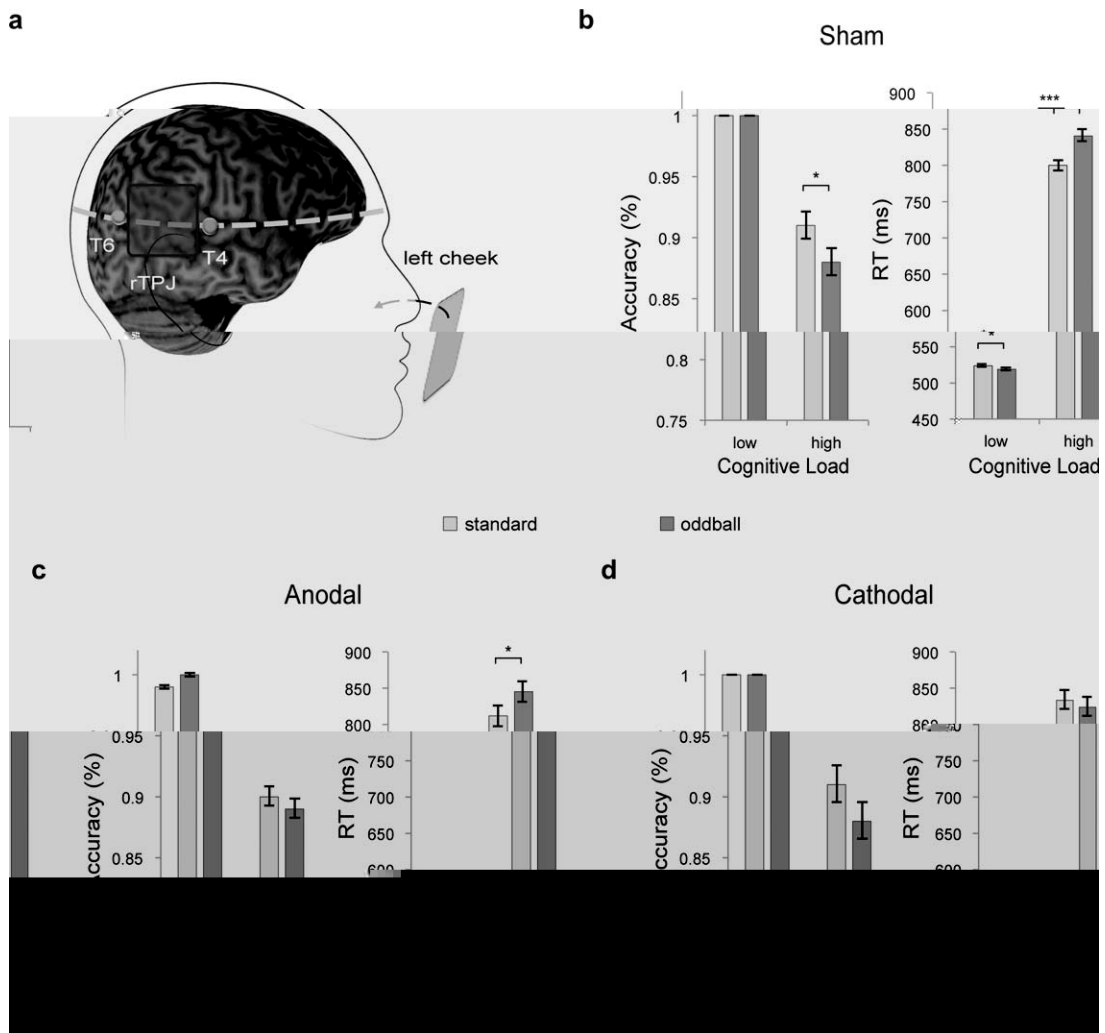 a
T6
T4
rTPJ
left cheek
b
Sham
Accuracy (%)
1
0.95
0.9
0.85
0.8
0.75
*
low
high
Cognitive Load
RT (ms)
900
850
800
750
700
650
600
525
500
450
***
low
high
Cognitive Load
standard
oddball
c
Anodal
1
0.95
0.9
0.85
RT (ms)
900
850
800
750
700
650
*
d
Cathodal
1
0.95
0.9
0.85
RT (ms)
900
850
750
700
650